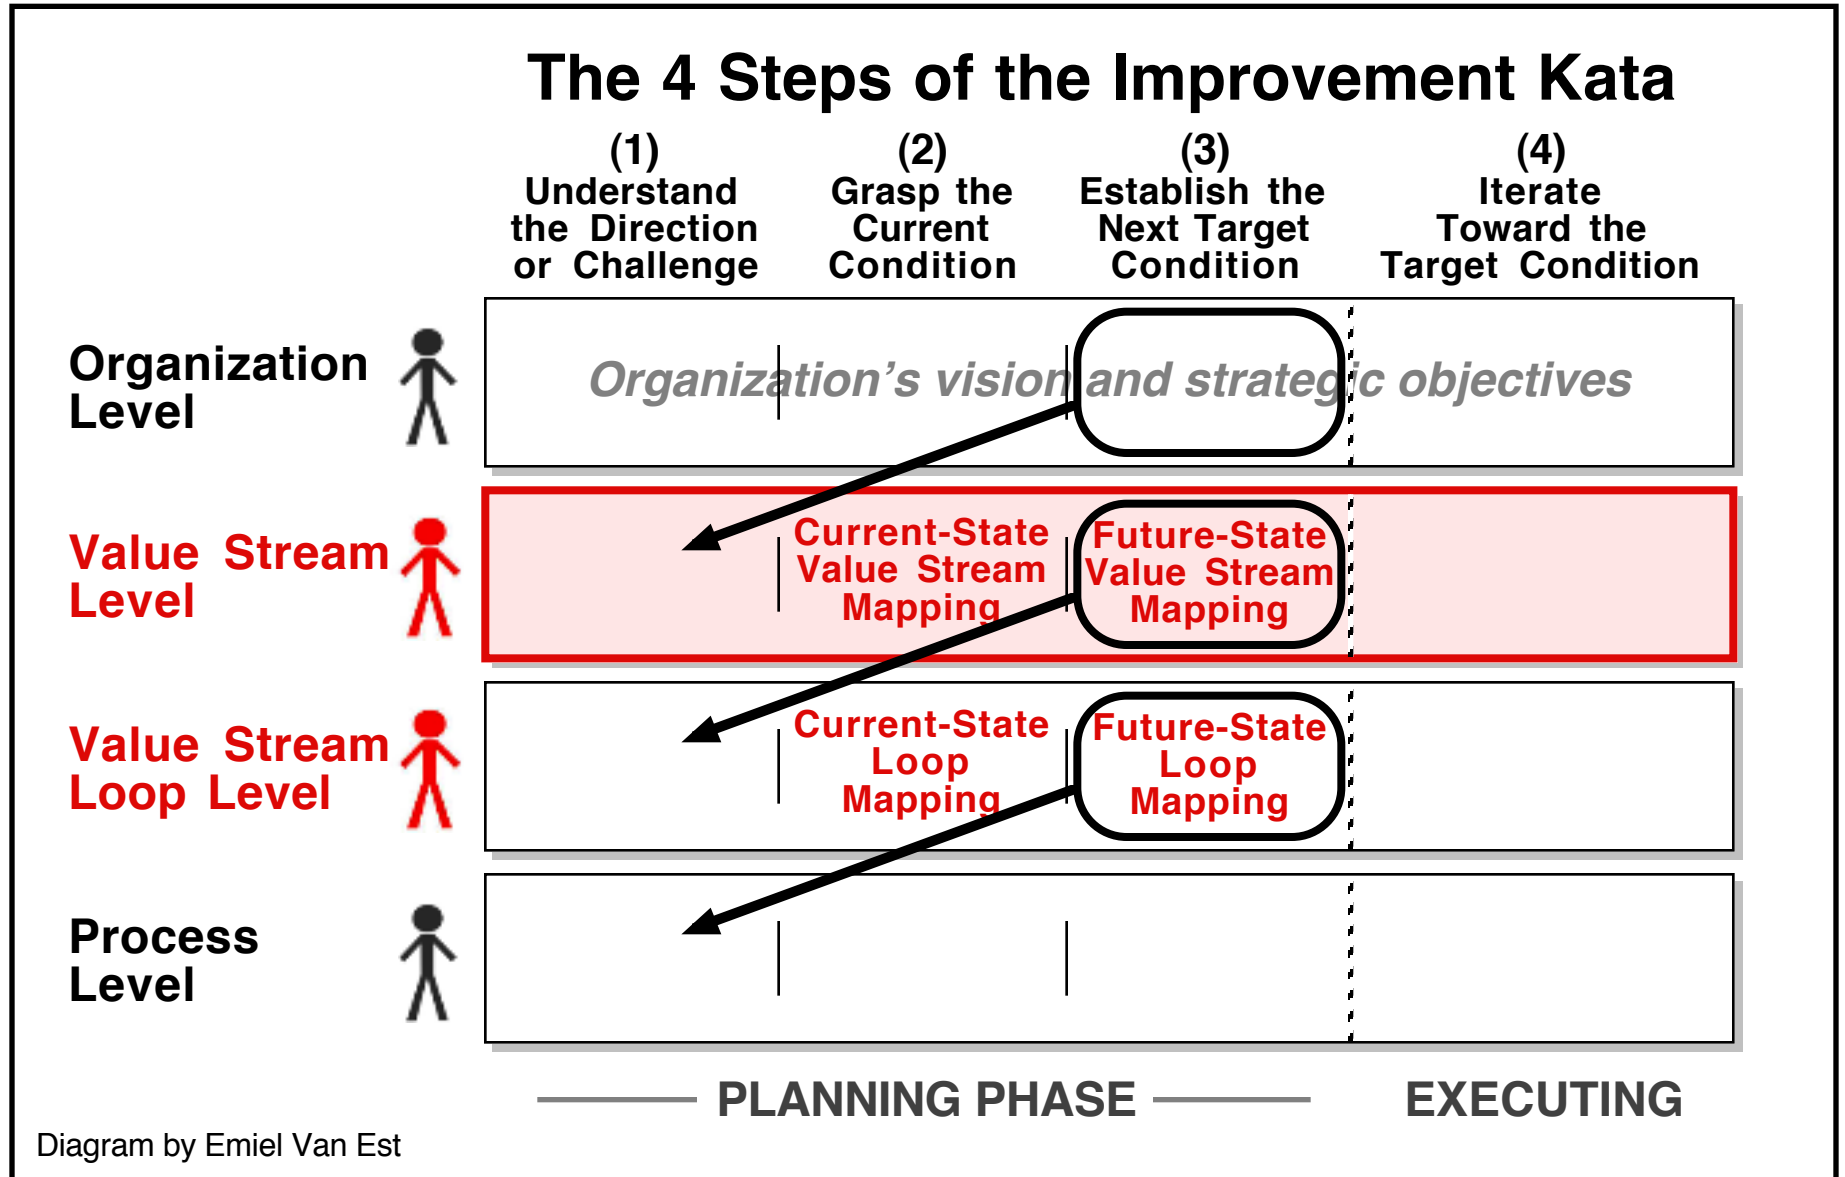 The 4 Steps of the Improvement Kata
(1)
Understand
the Direction
or Challenge
(2)
Grasp the
Current
Condition
(3)
Establish the
Next Target
Condition
(4)
Iterate
Toward the
Target Condition
Organization
Level
Organization's vision and strategic objectives
Value Stream
Level
Current-State
Value Stream
Mapping
Future-State
Value Stream
Mapping
Value Stream
Loop Level
Current-State
Loop
Mapping
Future-State
Loop
Mapping
Process
Level
PLANNING PHASE
EXECUTING
Diagram by Emiel Van Est